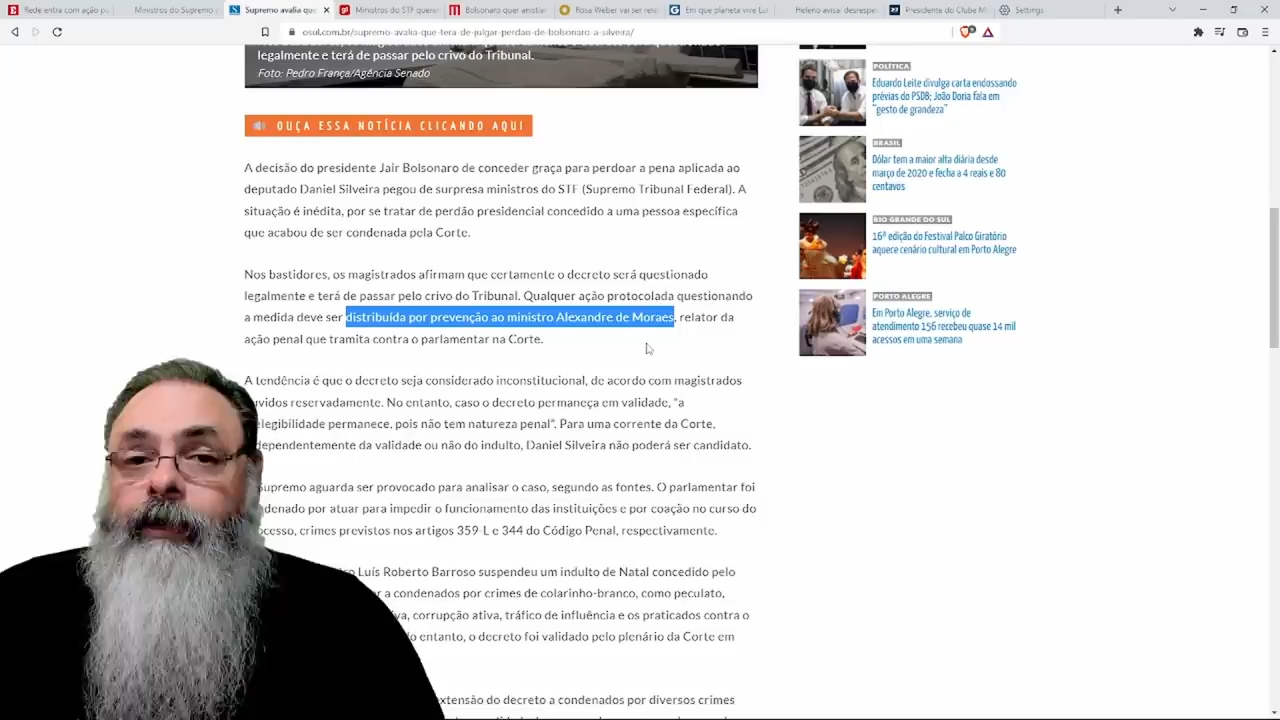 Rede entra com ação pa
Ministros do Supremo v
Supremo avalia que
Ministros do STF querer
Bolsonaro quer anistiar
Rosa Weber vai ser relat
Em que planeta vive Lui
Heleno avisa: desrespei
Presidente do Clube Mi
Settings
osul.com.br/supremo-avalia-que-tera-de-julgar-perdao-de-bolsonaro-a-silveira/
legalmente e terá de passar pelo crivo do Tribunal.
Foto: Pedro França/Agência Senado
OUÇA ESSA NOTÍCIA CLICANDO AQUI
A decisão do presidente Jair Bolsonaro de conceder graça para perdoar a pena aplicada ao
deputado Daniel Silveira pegou de surpresa ministros do STF (Supremo Tribunal Federal). A
situação é inédita, por se tratar de perdão presidencial concedido a uma pessoa específica
que acabou de ser condenada pela Corte.
Nos bastidores, os magistrados afirmam que certamente o decreto será questionado
legalmente e terá de passar pelo crivo do Tribunal. Qualquer ação protocolada questionando
a medida deve ser distribuída por prevenção ao ministro Alexandre de Moraes, relator da
ação penal que tramita contra o parlamentar na Corte.
A tendência é que o decreto seja considerado inconstitucional, de acordo com magistrados
uvidos reservadamente. No entanto, caso o decreto permaneça em validade, “a
elegibilidade permanece, pois não tem natureza penal”. Para uma corrente da Corte,
dependentemente da validade ou não do indulto, Daniel Silveira não poderá ser candidato.
Supremo aguarda ser provocado para analisar o caso, segundo as fontes. O parlamentar foi
denado por atuar para impedir o funcionamento das instituições e por coação no curso do
ocesso, crimes previstos nos artigos 359-L e 344 do Código Penal, respectivamente.
tro Luís Roberto Barroso suspendeu um indulto de Natal concedido pelo
r a condenados por crimes de colarinho-branco, como peculato,
iva, corrupção ativa, tráfico de influência e os praticados contra o
o entanto, o decreto foi validado pelo plenário da Corte em
extensão do decreto a condenados por diversos crimes
POLÍTICA
Eduardo Leite divulga carta endossando
prévias do PSDB; João Doria fala em
“gesto de grandeza”
BRASIL
Dólar tem a maior alta diária desde
março de 2020 e fecha a 4 reais e 80
centavos
RIO GRANDE DO SUL
16ª edição do Festival Palco Giratório
aquece cenário cultural em Porto Alegre
PORTO ALEGRE
Em Porto Alegre, serviço de
atendimento 156 recebeu quase 14 mil
acessos em uma semana